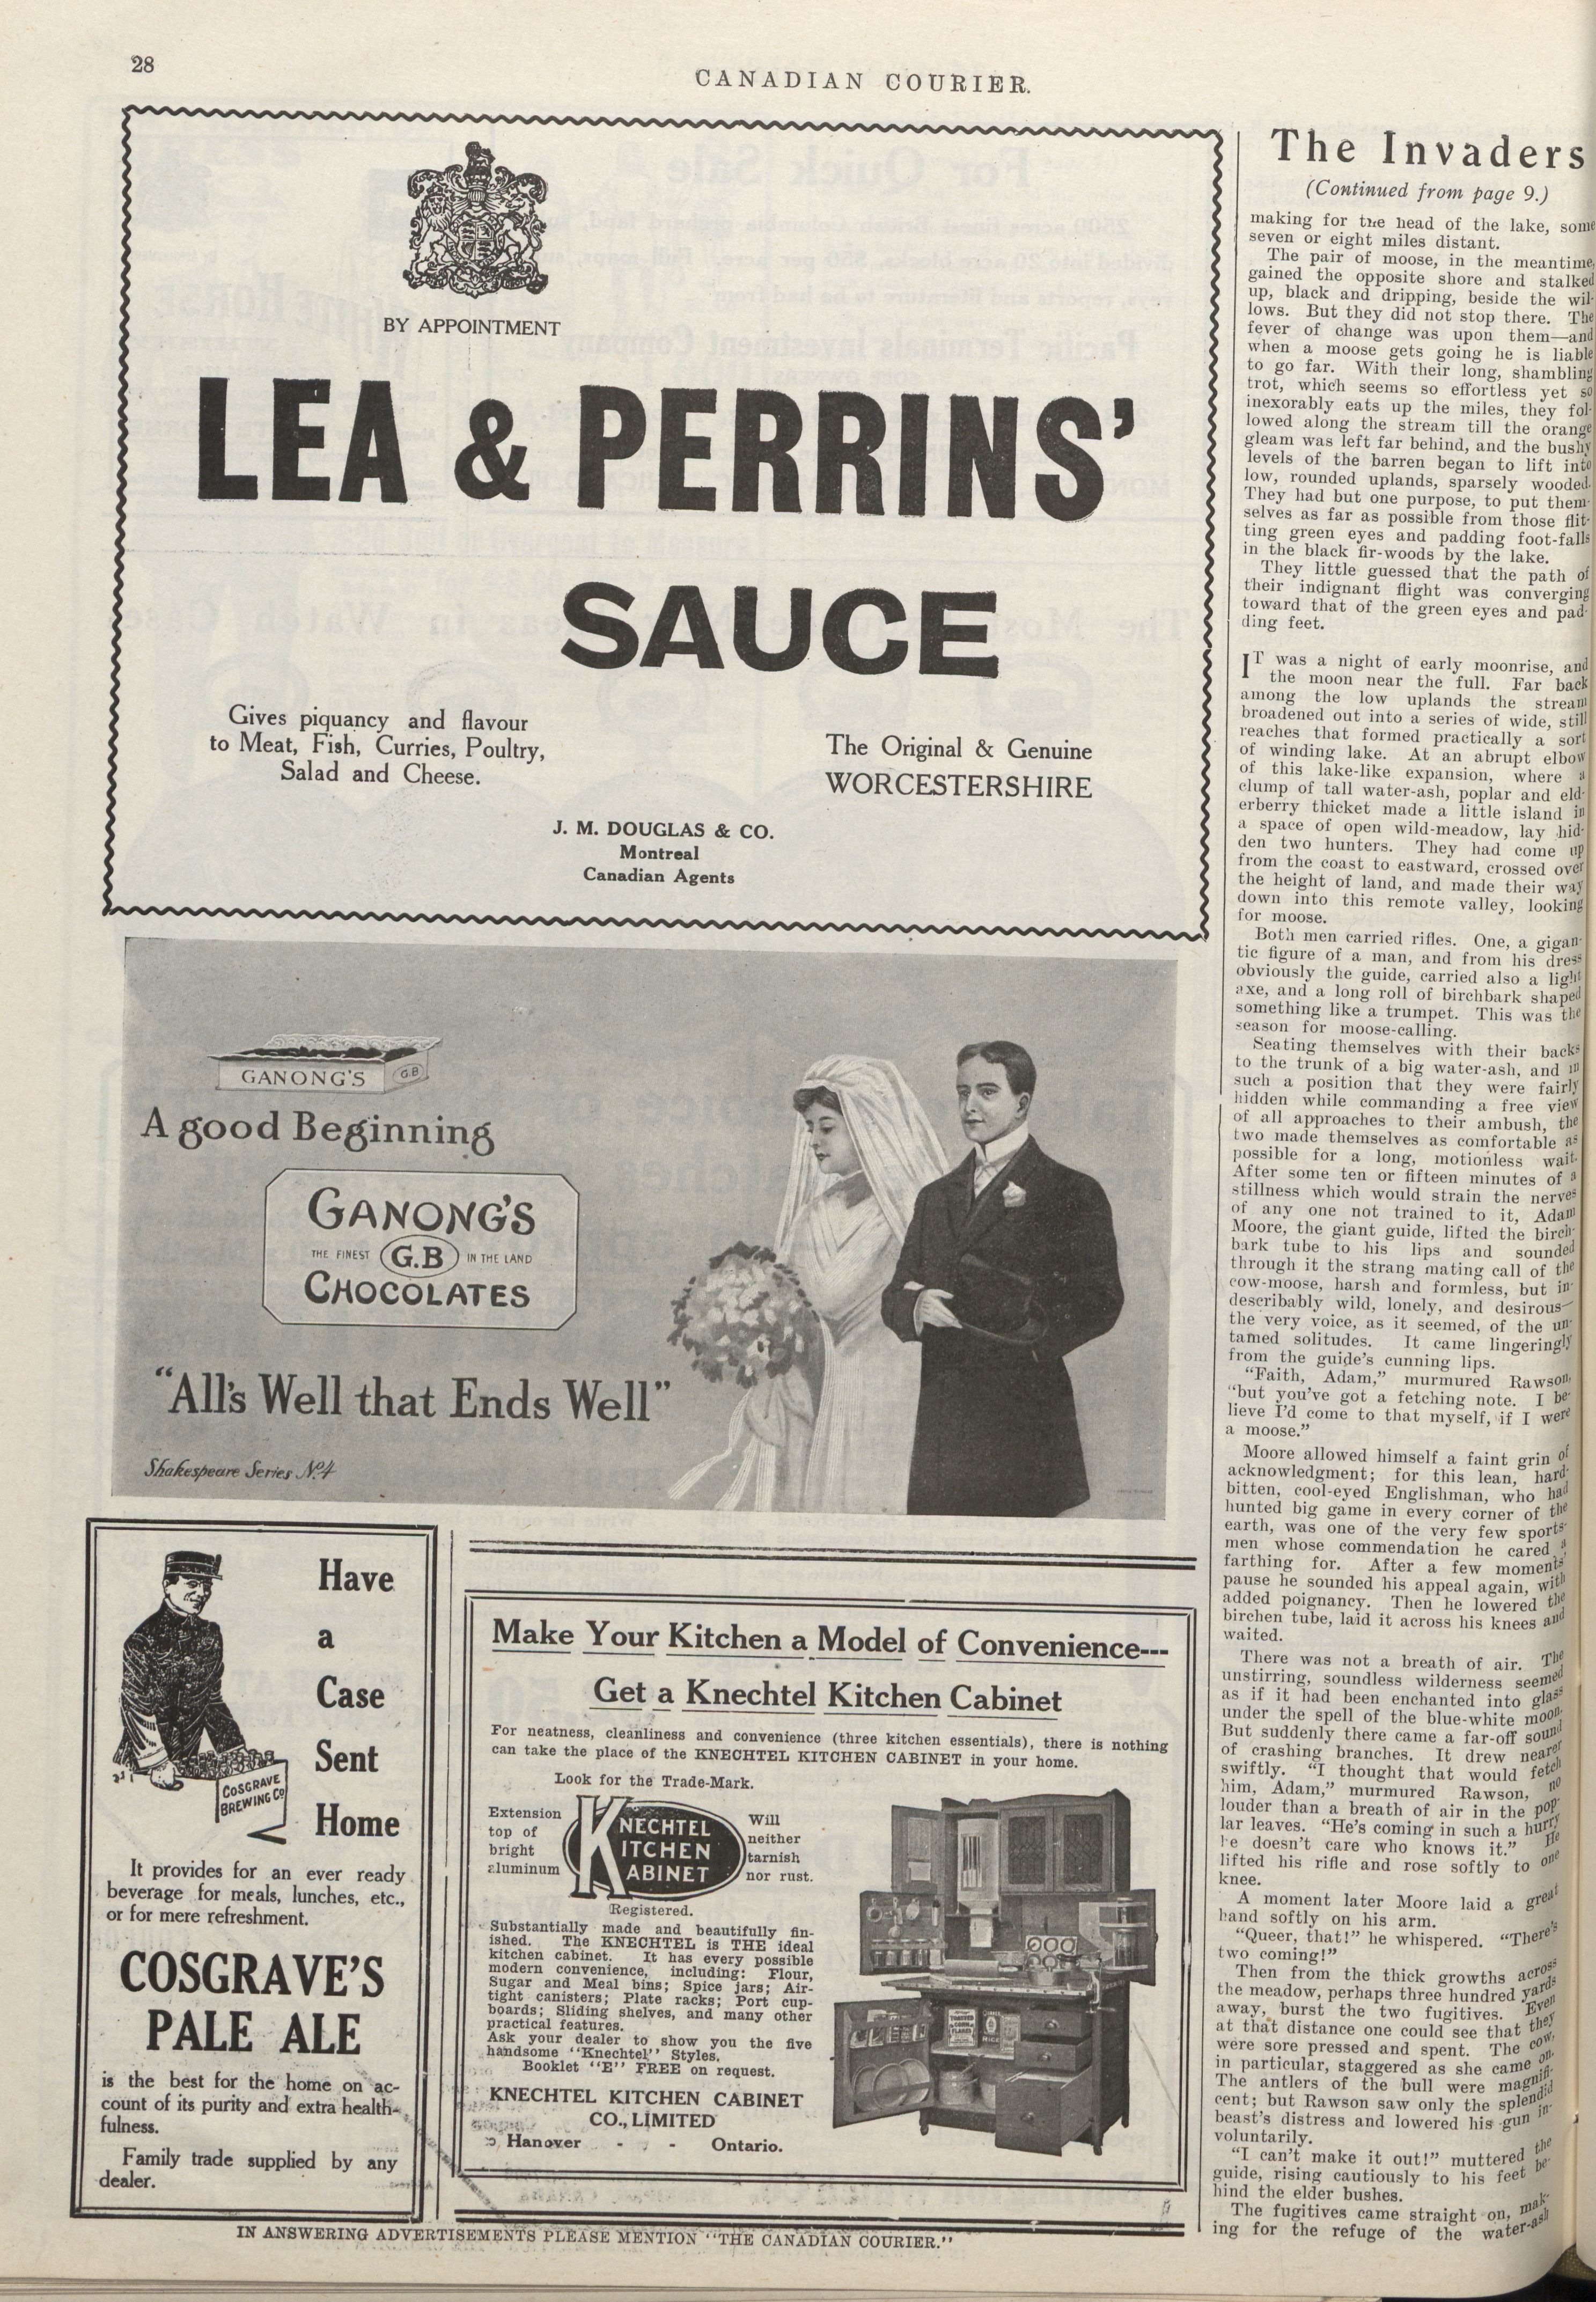 28
CANADIAN COURIER.
BY APPOINTMENT
LEA & PERRINS'
SAUCE
Gives piquancy and flavour
to Meat, Fish, Curries, Poultry,
Salad and Cheese.
The Original & Genuine
WORCESTERSHIRE
J. M. DOUGLAS & CO.
Montreal
Canadian Agents
GANONG'S
G.B
A good Beginning
GANONG'S
THE FINEST G.B IN THE LAND
CHOCOLATES
"All's Well that Ends Well"
Shakespeare Series No. 4
Have
a
Case
Sent
Home
COSGRAVE
BREWING Co
It provides for an ever ready
beverage for meals, lunches, etc.,
or for mere refreshment.
COSGRAVE'S
PALE ALE
is the best for the home on ac-
count of its purity and extra health-
fulness.
Family trade supplied by any
dealer.
Make Your Kitchen a Model of Convenience---
Get a Knechtel Kitchen Cabinet
For neatness, cleanliness and convenience (three kitchen essentials), there is nothing
can take the place of the KNECHTEL KITCHEN CABINET in your home.
Look for the Trade-Mark.
Extension
top of
bright
aluminum
KNECHTEL
KITCHEN
KABINET
Registered.
Will
neither
tarnish
nor rust.
Substantially made and beautifully fin-
ished. The KNECHTEL is THE ideal
kitchen cabinet. It has every possible
modern convenience, including: Flour,
Sugar and Meal bins; Spice jars; Air-
tight canisters; Plate racks; Port cup-
boards; Sliding shelves, and many other
practical features.
Ask your dealer to show you the five
handsome "Knechtel" Styles.
Booklet "E" FREE on request.
KNECHTEL KITCHEN CABINET
CO., LIMITED
Hanover - - Ontario.
The Invaders
(Continued from page 9.)
making for the head of the lake, some
seven or eight miles distant.
The pair of moose, in the meantime,
gained the opposite shore and stalked
up, black and dripping, beside the wil-
lows. But they did not stop there. The
fever of change was upon them—and
when a moose gets going he is liable
to go far. With their long, shambling
trot, which seems so effortless yet so
inexorably eats up the miles, they fol-
lowed along the stream till the orange
gleam was left far behind, and the bushy
levels of the barren began to lift into
low, rounded uplands, sparsely wooded.
They had but one purpose, to put them-
selves as far as possible from those flit-
ting green eyes and padding foot-falls
in the black fir-woods by the lake.
They little guessed that the path of
their indignant flight was converging
toward that of the green eyes and pad-
ding feet.
IT was a night of early moonrise, and
the moon near the full. Far back
among the low uplands the stream
broadened out into a series of wide, still
reaches that formed practically a sort
of winding lake. At an abrupt elbow
of this lake-like expansion, where a
clump of tall water-ash, poplar and eld-
erberry thicket made a little island in
a space of open wild-meadow, lay hid-
den two hunters. They had come up
from the coast to eastward, crossed over
the height of land, and made their way
down into this remote valley, looking
for moose.
Both men carried rifles. One, a gigan-
tic figure of a man, and from his dress
obviously the guide, carried also a light
axe, and a long roll of birchbark shaped
something like a trumpet. This was the
season for moose-calling.
Seating themselves with their backs
to the trunk of a big water-ash, and in
such a position that they were fairly
hidden while commanding a free view
of all approaches to their ambush, the
two made themselves as comfortable as
possible for a long, motionless wait.
After some ten or fifteen minutes of a
stillness which would strain the nerves
of any one not trained to it, Adam
Moore, the giant guide, lifted the birch-
bark tube to his lips and sounded
through it the strang mating call of the
cow-moose, harsh and formless, but in-
describably wild, lonely, and desirous—
the very voice, as it seemed, of the un-
tamed solitudes. It came lingeringly
from the guide's cunning lips.
"Faith, Adam," murmured Rawson,
"but you've got a fetching note. I be-
lieve I'd come to that myself, if I were
a moose."
Moore allowed himself a faint grin of
acknowledgment; for this lean, hard-
bitten, cool-eyed Englishman, who had
hunted big game in every corner of the
earth, was one of the very few sports-
men whose commendation he cared a
farthing for. After a few moments'
pause he sounded his appeal again, with
added poignancy. Then he lowered the
birchen tube, laid it across his knees and
waited.
There was not a breath of air. The
unstirring, soundless wilderness seemed
as if it had been enchanted into glass
under the spell of the blue-white moon.
But suddenly there came a far-off sound
of crashing branches. It drew nearer
swiftly. "I thought that would fetch
him, Adam," murmured Rawson, no
louder than a breath of air in the pop-
lar leaves. "He's coming in such a hurry
he doesn't care who knows it." He
lifted his rifle and rose softly to one
knee.
A moment later Moore laid a great
hand softly on his arm.
"Queer, that!" he whispered. "There's
two coming!"
Then from the thick growths across
the meadow, perhaps three hundred yards
away, burst the two fugitives. Even
at that distance one could see that they
were sore pressed and spent. The cow,
in particular, staggered as she came on.
The antlers of the bull were magnifi-
cent; but Rawson saw only the splendid
beast's distress and lowered his gun in-
voluntarily.
"I can't make it out!" muttered the
guide, rising cautiously to his feet be-
hind the elder bushes.
The fugitives came straight on, mak-
ing for the refuge of the water-ash
IN ANSWERING ADVERTISEMENTS PLEASE MENTION "THE CANADIAN COURIER."